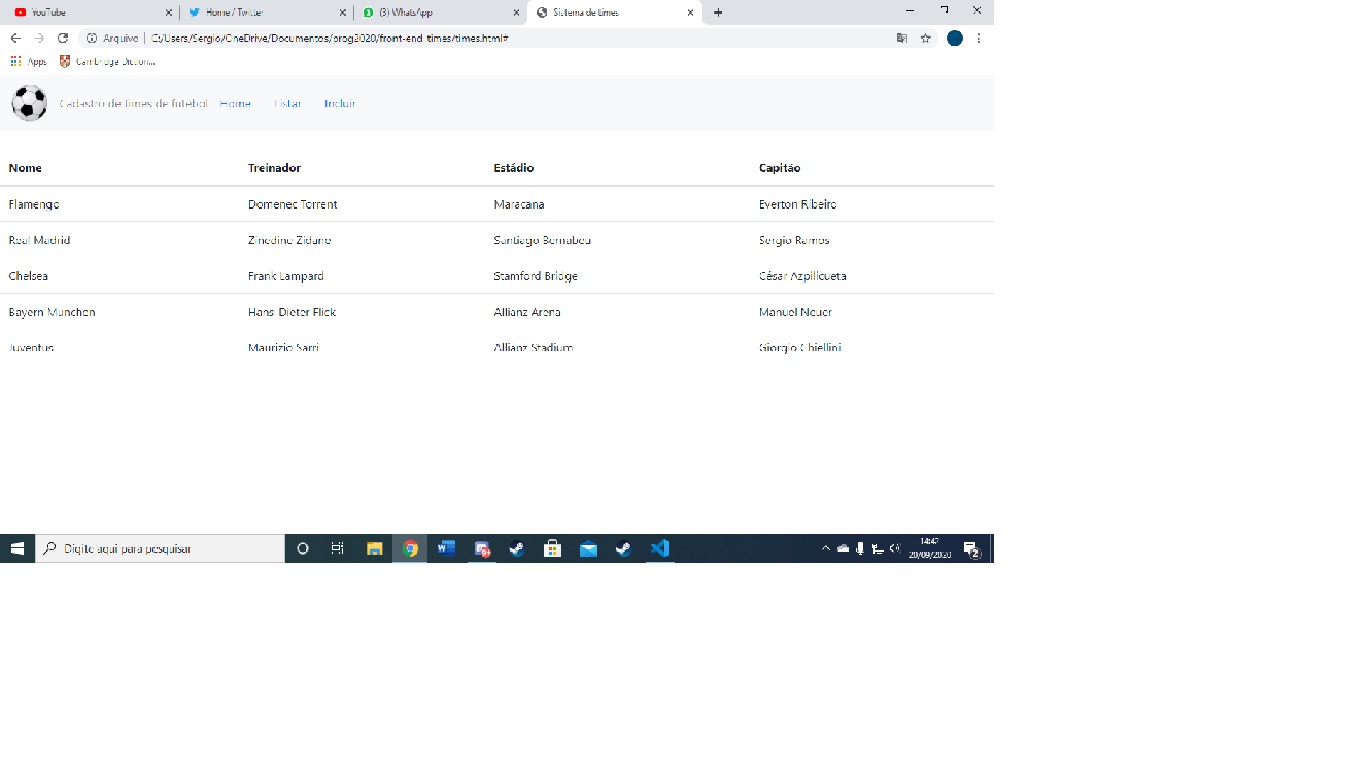 YouTube Home / Twitter (3) WhatsApp Sistema de times
Arquivo C:/Users/Sergio/OneDrive/Documentos/prog2020/front-end-times/times.html#
Apps Cambridge Diction...
Cadastro de times de futebol Home Listar Incluir
Nome Treinador Estádio Capitão
Flamengo Domenec Torrent Maracana Everton Ribeiro
Real Madrid Zinedine Zidane Santiago Bernabeu Sergio Ramos
Chelsea Frank Lampard Stamford Bridge César Azpilicueta
Bayern Munchen Hans-Dieter Flick Allianz Arena Manuel Neuer
Juventus Maurizio Sarri Allianz Stadium Giorgio Chiellini
Digite aqui para pesquisar
9+
14:42
20/09/2020
2